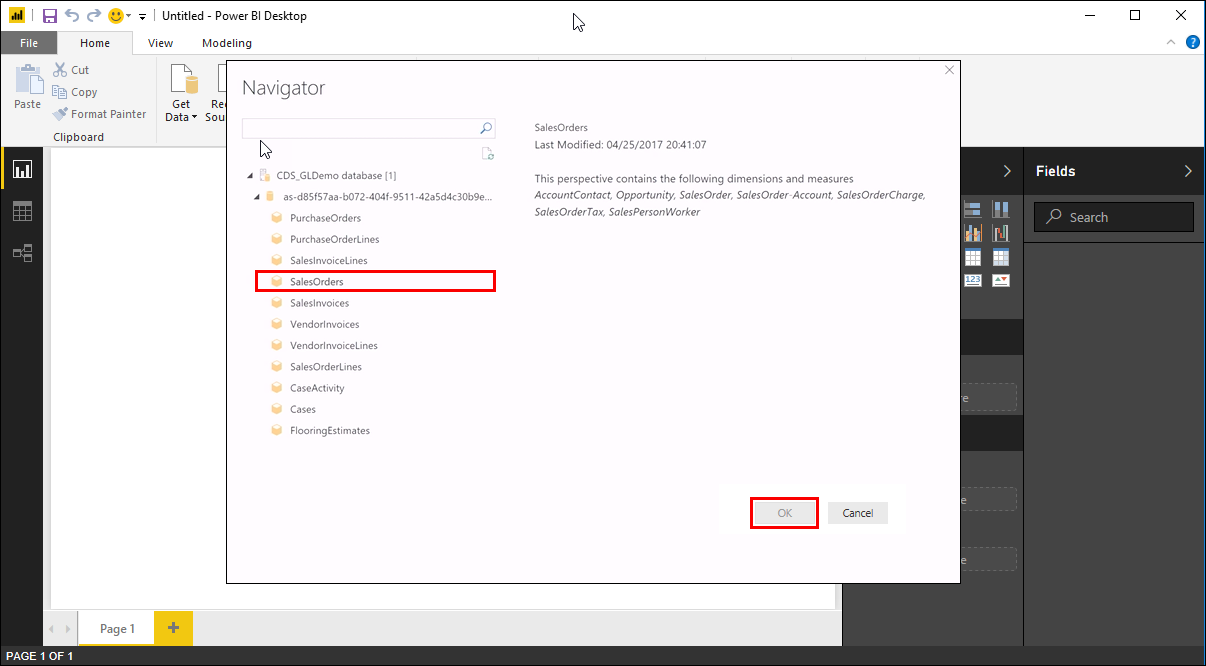 Untitled - Power BI Desktop
File
Home
View
Modeling
Paste
Cut
Copy
Format Painter
Clipboard
Get
Data
Navigator
SalesOrders
Last Modified: 04/25/2017 20:41:07
This perspective contains the following dimensions and measures
AccountContact, Opportunity, SalesOrder, SalesOrder-Account, SalesOrderCharge,
SalesOrderTax, SalesPersonWorker
CDS_GLDemo database [1]
as-d85f57aa-b072-404f-9511-42a5d4c30b9e...
PurchaseOrders
PurchaseOrderLines
SalesInvoiceLines
SalesOrders
SalesInvoices
VendorInvoices
VendorInvoiceLines
SalesOrderLines
CaseActivity
Cases
FlooringEstimates
OK
Cancel
123
Fields
Search
Page 1
PAGE 1 OF 1